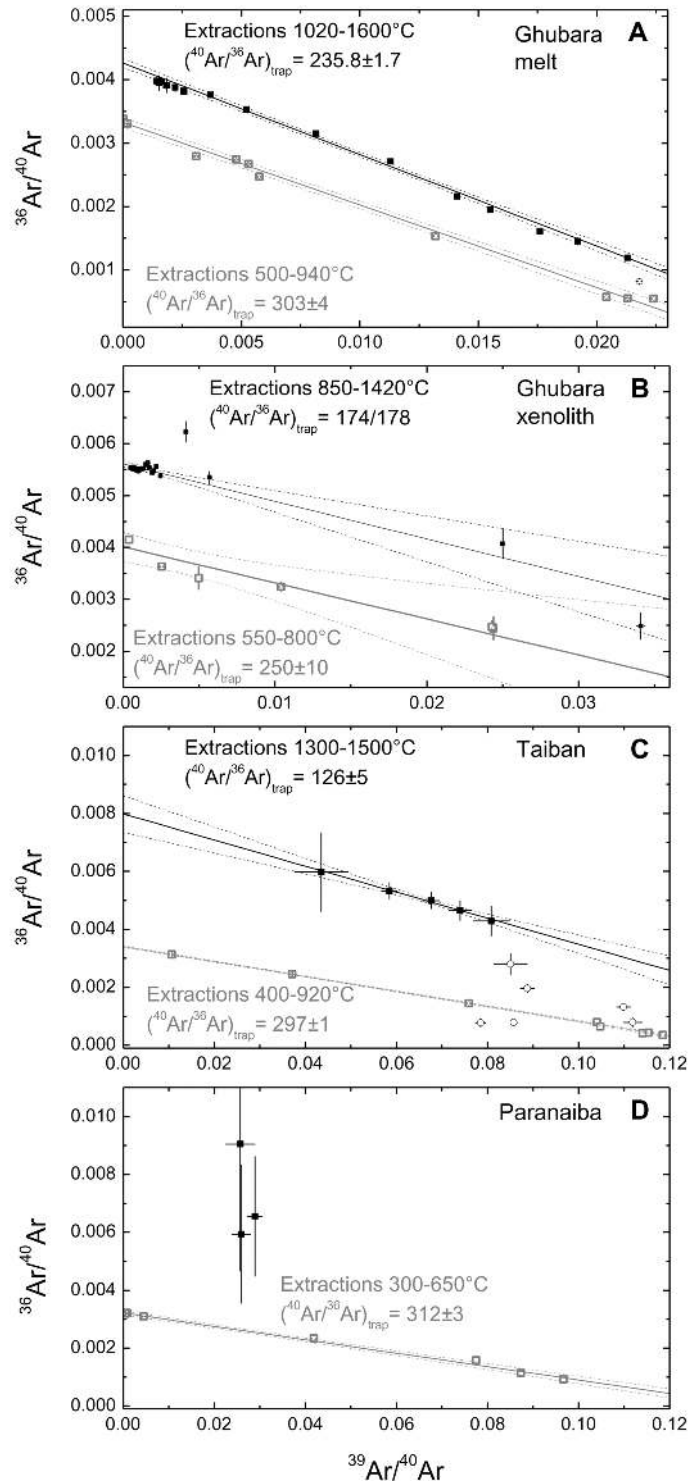 Extractions 1020-1600°C
(⁴⁰Ar/³⁶Ar)trap = 235.8±1.7
Ghubara
melt
A
0.005
0.004
0.003
0.002
0.001
³⁶Ar/⁴⁰Ar
Extractions 500-940°C
(⁴⁰Ar/³⁶Ar)trap = 303±4
0.000 0.005 0.010 0.015 0.020
Extractions 850-1420°C
(⁴⁰Ar/³⁶Ar)trap = 174/178
Ghubara
xenolith
B
0.007
0.006
0.005
0.004
0.003
0.002
³⁶Ar/⁴⁰Ar
Extractions 550-800°C
(⁴⁰Ar/³⁶Ar)trap = 250±10
0.00 0.01 0.02 0.03
Extractions 1300-1500°C
(⁴⁰Ar/³⁶Ar)trap = 126±5
Taiban
C
0.010
0.008
0.006
0.004
0.002
0.000
³⁶Ar/⁴⁰Ar
Extractions 400-920°C
(⁴⁰Ar/³⁶Ar)trap = 297±1
0.00 0.02 0.04 0.06 0.08 0.10 0.12
Paranaiba
D
0.010
0.008
0.006
0.004
0.002
0.000
³⁶Ar/⁴⁰Ar
Extractions 300-650°C
(⁴⁰Ar/³⁶Ar)trap = 312±3
0.00 0.02 0.04 0.06 0.08 0.10 0.12
³⁹Ar/⁴⁰Ar